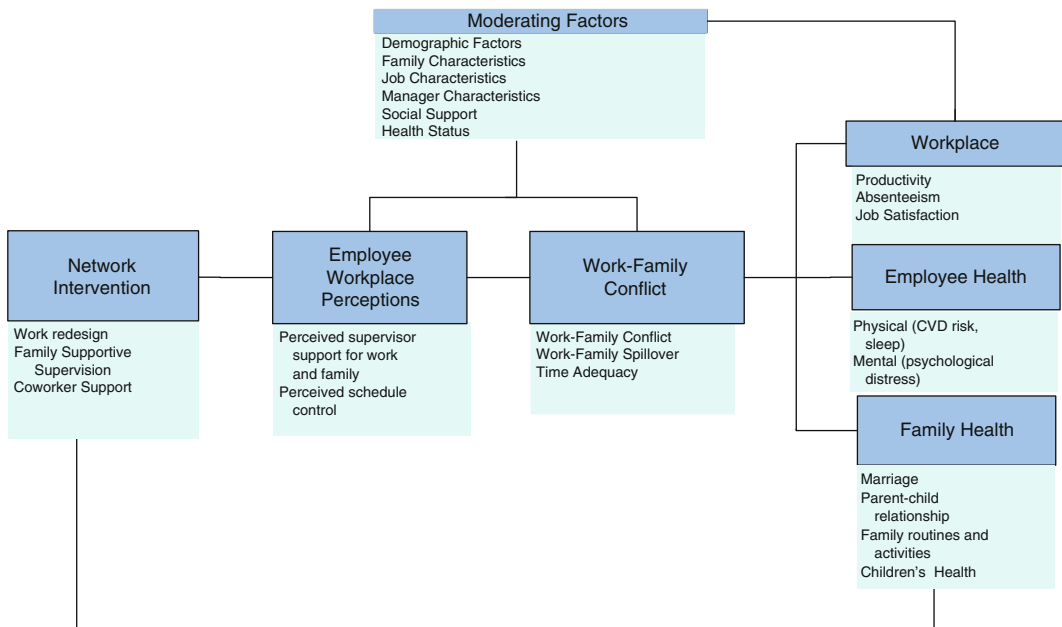 Moderating Factors
Demographic Factors
Family Characteristics
Job Characteristics
Manager Characteristics
Social Support
Health Status
Network
Intervention
Work redesign
Family Supportive
Supervision
Coworker Support
Employee
Workplace
Perceptions
Perceived supervisor
support for work
and family
Perceived schedule
control
Work-Family
Conflict
Work-Family Conflict
Work-Family Spillover
Time Adequacy
Workplace
Productivity
Absenteeism
Job Satisfaction
Employee Health
Physical (CVD risk,
sleep)
Mental (psychological
distress)
Family Health
Marriage
Parent-child
relationship
Family routines and
activities
Children's Health